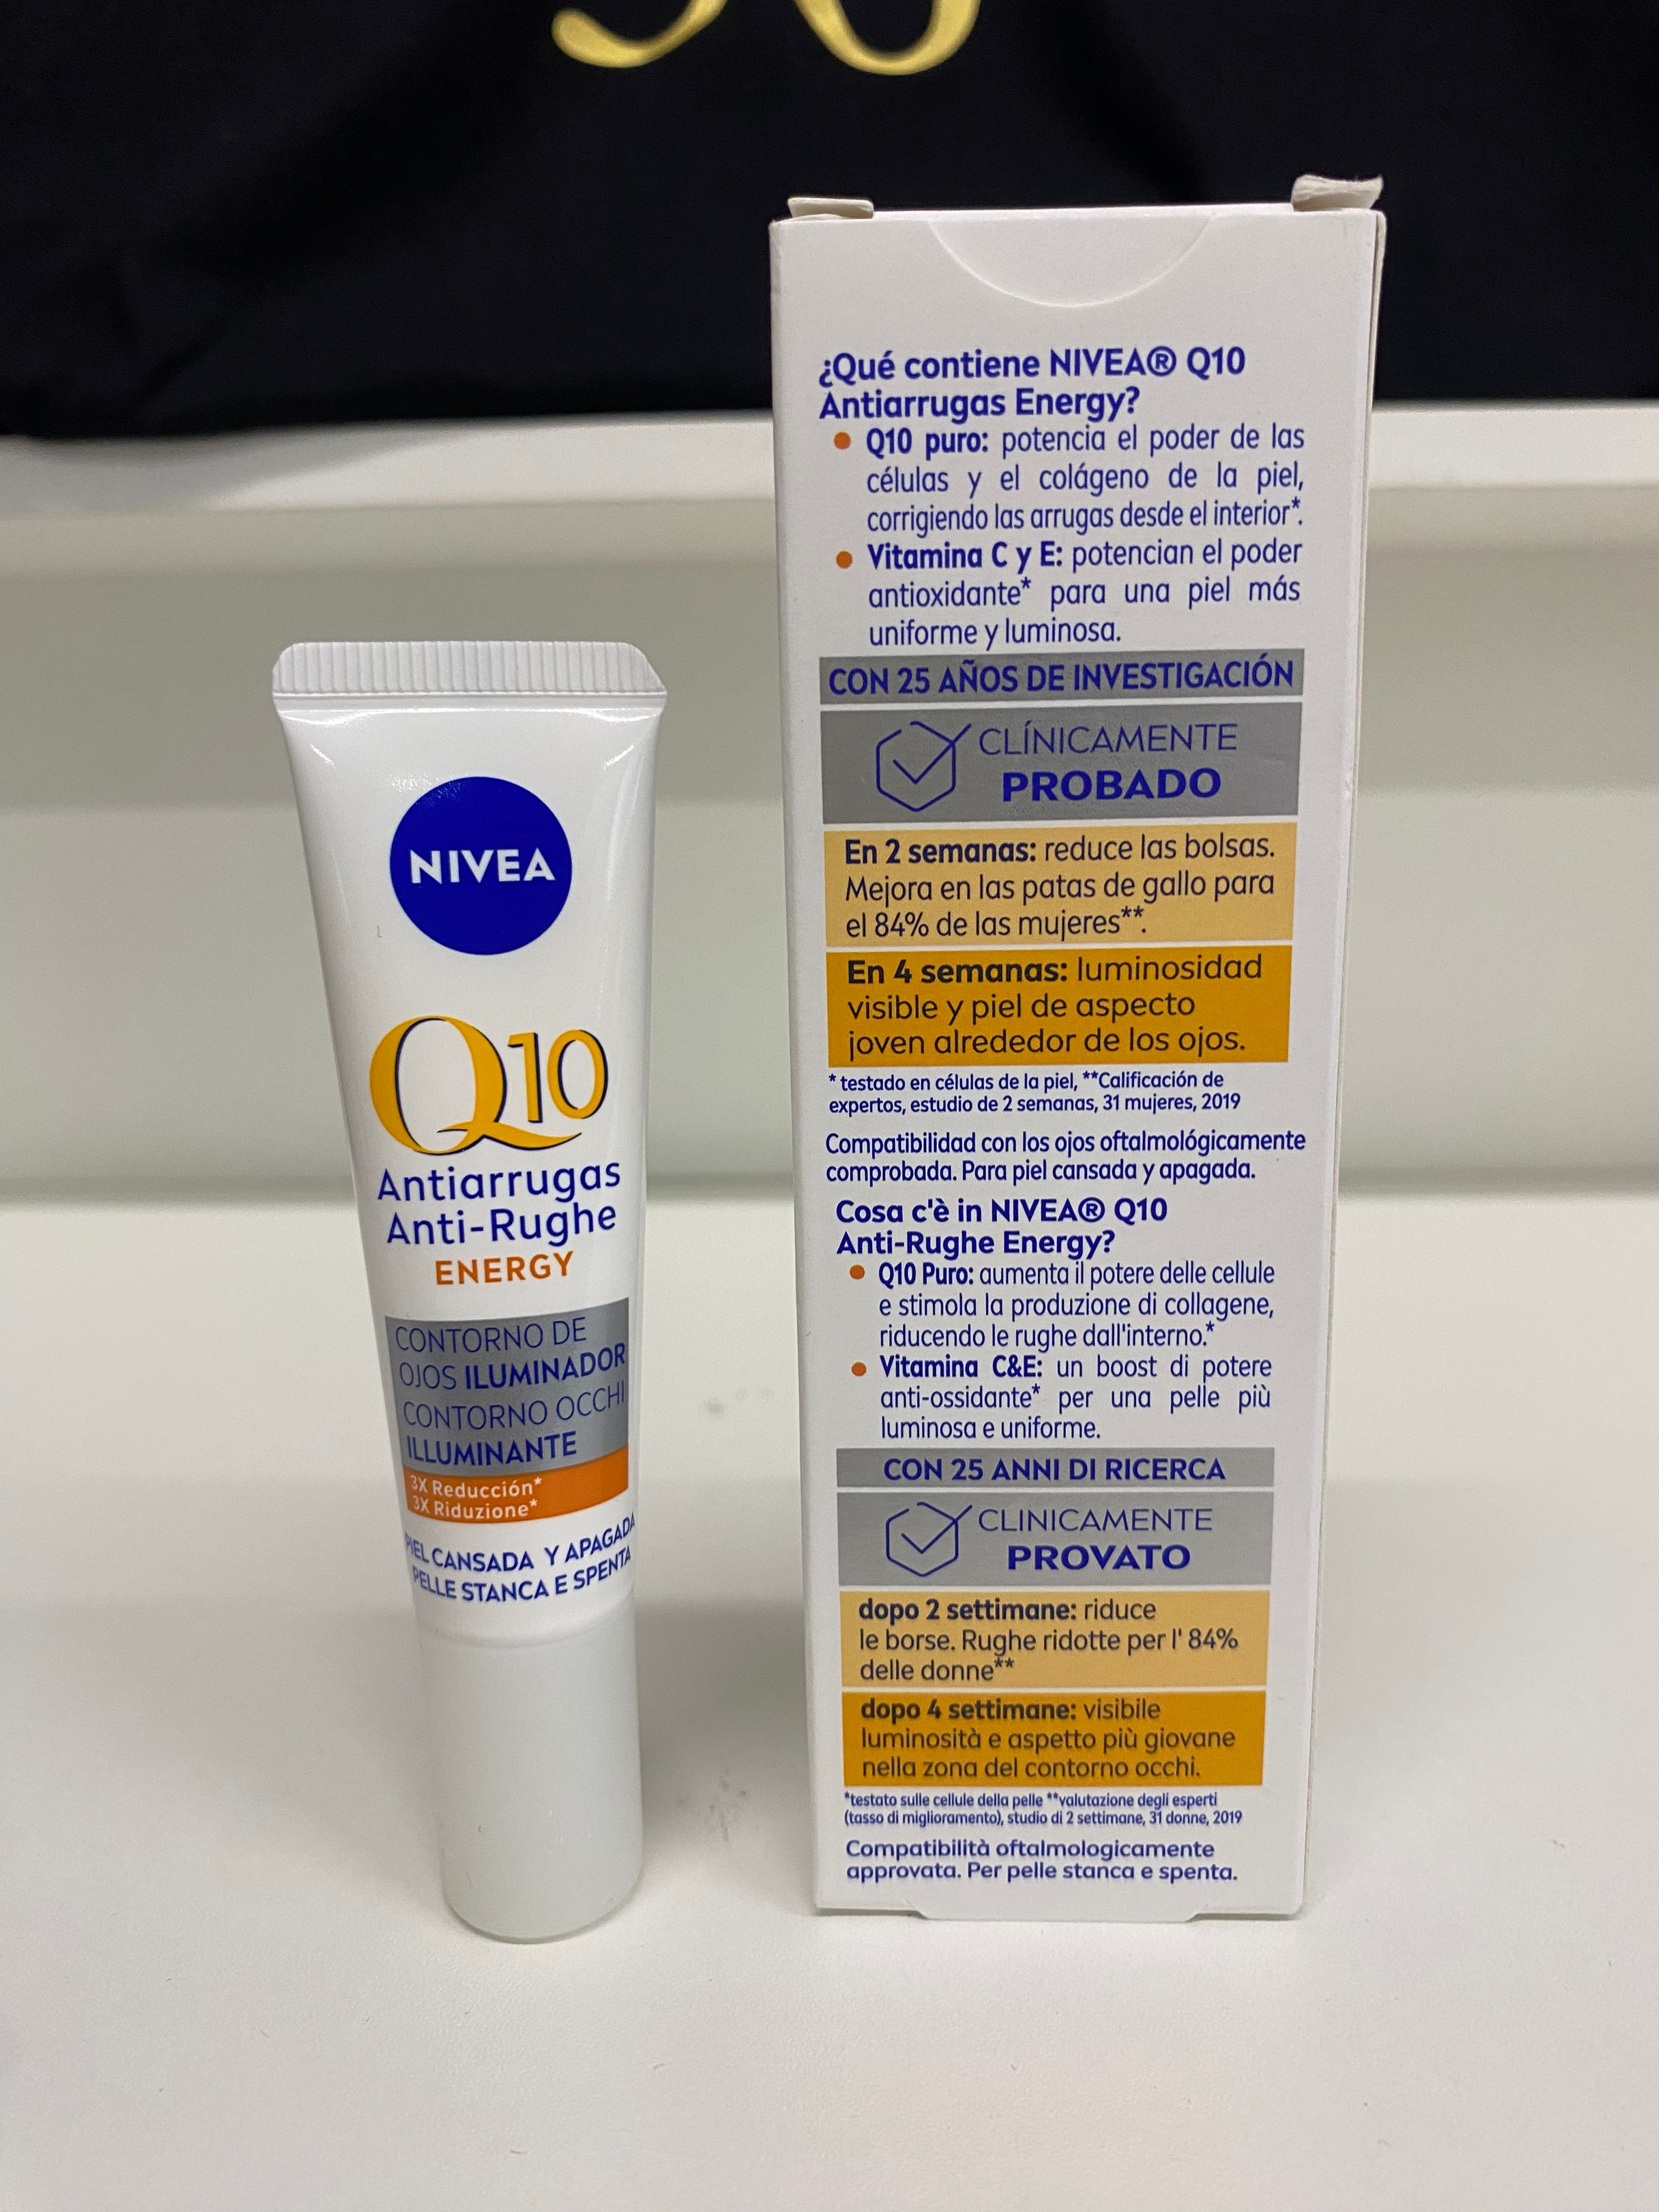 NIVEA
Q10
Antiarrugas
Anti-Rughe
ENERGY
CONTORNO DE
OJOS ILUMINADOR
CONTORNO OCCHI
ILLUMINANTE
3X Reducción*
3X Riduzione*
PIEL CANSADA Y APAGADA
PELLE STANCA E SPENTA
¿Qué contiene NIVEA® Q10
Antiarrugas Energy?
• Q10 puro: potencia el poder de las
células y el colágeno de la piel,
corrigiendo las arrugas desde el interior*.
• Vitamina C y E: potencian el poder
antioxidante* para una piel más
uniforme y luminosa.
CON 25 AÑOS DE INVESTIGACIÓN
CLÍNICAMENTE
PROBADO
En 2 semanas: reduce las bolsas.
Mejora en las patas de gallo para
el 84% de las mujeres**.
En 4 semanas: luminosidad
visible y piel de aspecto
joven alrededor de los ojos.
* testado en células de la piel, **Calificación de
expertos, estudio de 2 semanas, 31 mujeres, 2019
Compatibilidad con los ojos oftalmológicamente
comprobada. Para piel cansada y apagada.
Cosa c'è in NIVEA® Q10
Anti-Rughe Energy?
• Q10 Puro: aumenta il potere delle cellule
e stimola la produzione di collagene,
riducendo le rughe dall'interno.*
• Vitamina C&E: un boost di potere
anti-ossidante* per una pelle più
luminosa e uniforme.
CON 25 ANNI DI RICERCA
CLINICAMENTE
PROVATO
dopo 2 settimane: riduce
le borse. Rughe ridotte per l' 84%
delle donne**
dopo 4 settimane: visibile
luminosità e aspetto più giovane
nella zona del contorno occhi.
*testato sulle cellule della pelle **valutazione degli esperti
(tasso di miglioramento), studio di 2 settimane, 31 donne, 2019
Compatibilità oftalmologicamente
approvata. Per pelle stanca e spenta.